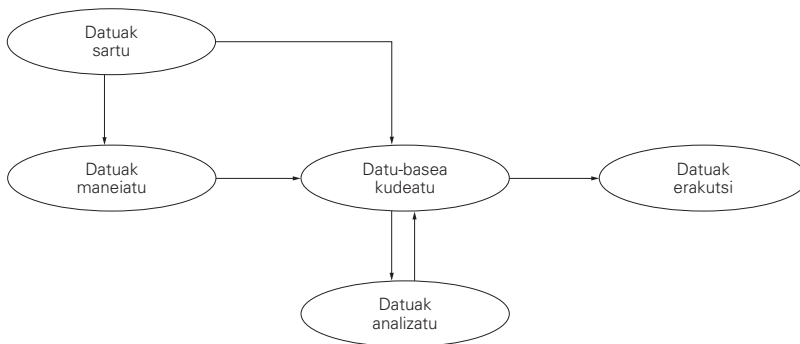 Datuak
sartu
Datuak
maneiatu
Datu-basea
kudeatu
Datuak
erakutsi
Datuak
analizatu